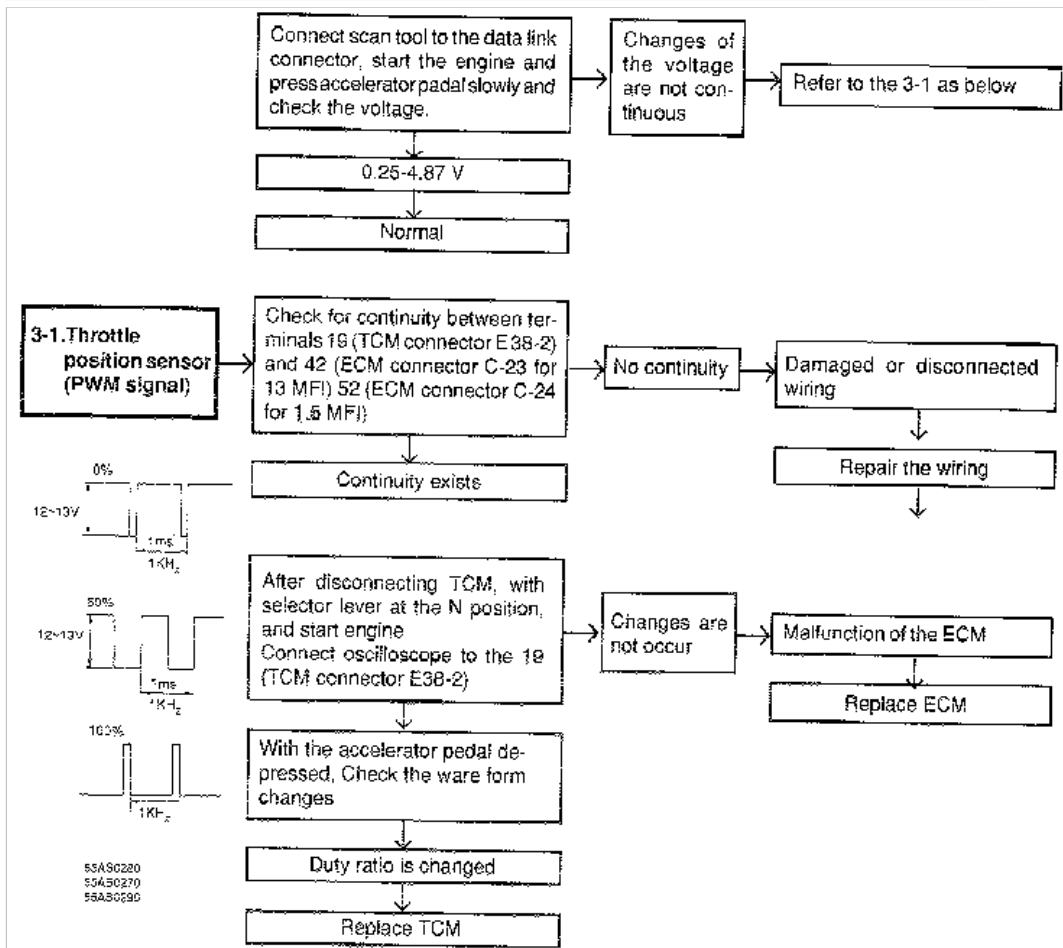 Connect scan tool to the data link
connector, start the engine and
press accelerator padal slowly and
check the voltage.
Changes of
the voltage
are not con-
tinuous
Refer to the 3-1 as below
0.25-4.87 V
Normal
3-1.Throttle
position sensor
(PWM signal)
Check for continuity between ter-
minals 19 (TCM connector E38-2)
and 42 (ECM connector C-23 for
13 MFI) 52 (ECM connector C-24
for 1.5 MFI)
No continuity
Damaged or disconnected
wiring
Continuity exists
Repair the wiring
0%
12~13V
1ms
1KHz
After disconnecting TCM, with
selector lever at the N position,
and start engine
Connect oscilloscope to the 19
(TCM connector E38-2)
Changes are
not occur
Malfunction of the ECM
Replace ECM
50%
12~13V
1ms
1KHz
With the accelerator pedal de-
pressed, Check the ware form
changes
100%
1KHz
Duty ratio is changed
Replace TCM